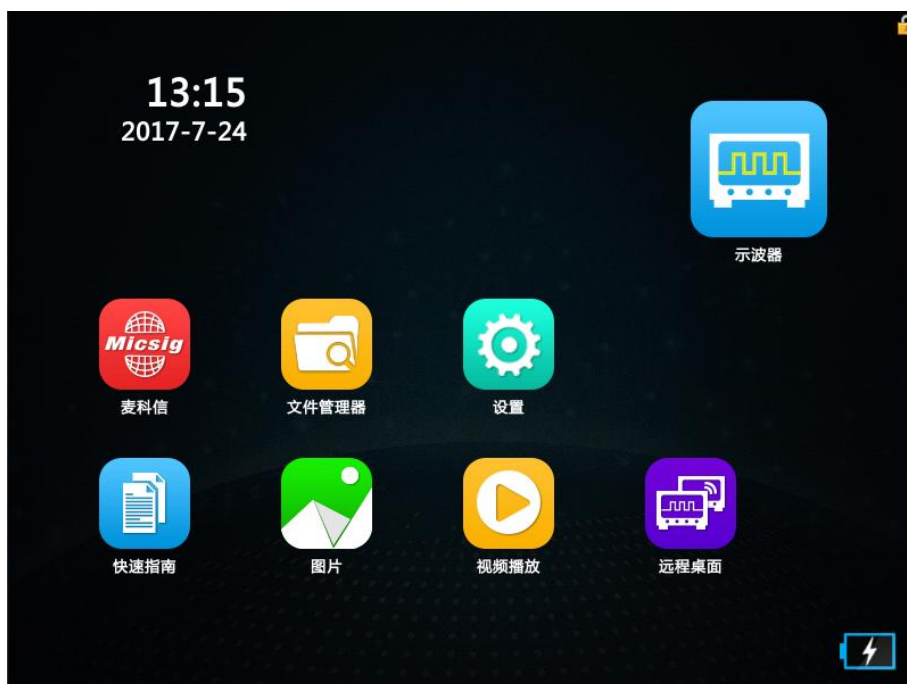 13:15
2017-7-24
示波器
Micsig
麦科信
文件管理器
设置
快速指南
图片
视频播放
远程桌面